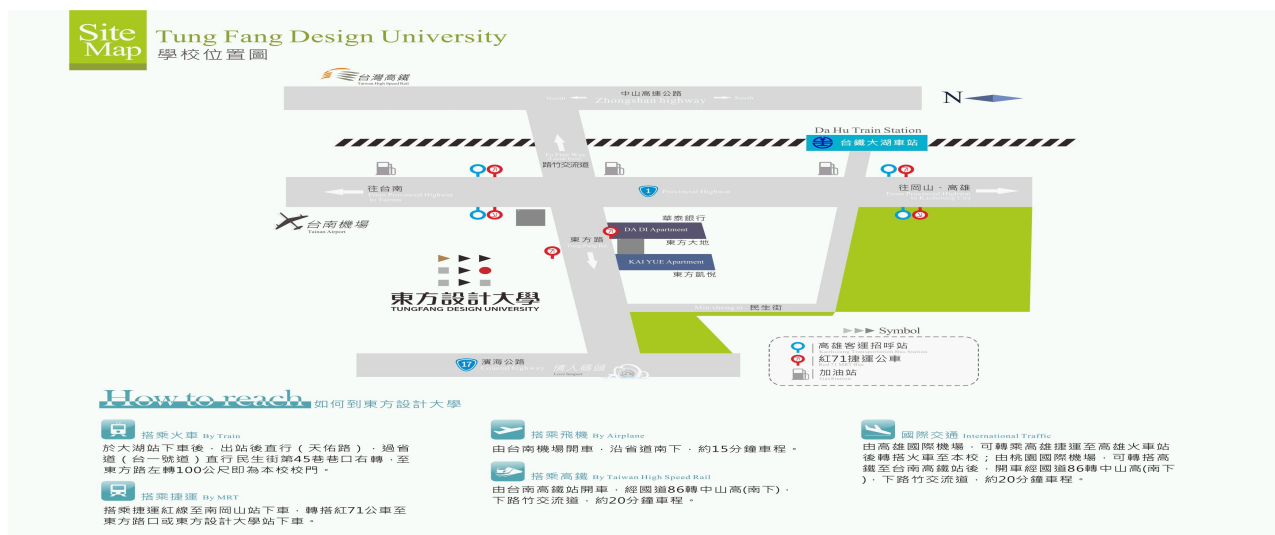 Site
Map
Tung Fang Design University
學校位置圖
台灣高鐵
Taiwan High Speed Rail
中山高速公路
Zhongshan highway
N
Da Hu Train Station
台鐵大湖車站
路竹交流道
往台南
1
Provincial Highway
往岡山、高雄
台南機場
Tainan Airport
華泰銀行
DA DI Apartment
東方大地
東方路
KAI YUE Apartment
東方凱悅
東方設計大學
TUNGFANG DESIGN UNIVERSITY
民生街
17
濱海公路
Coastal highway
情人碼頭
Symbol
高雄客運招呼站
紅71捷運公車
加油站
How to reach 如何到東方設計大學
搭乘火車 By Train
於大湖站下車後，出站後直行（天佑路），過省
道（台一號道）直行民生街第45巷巷口右轉，至
東方路左轉100公尺即為本校校門。
搭乘捷運 By MRT
搭乘捷運紅線至南岡山站下車，轉搭紅71公車至
東方路口或東方設計大學站下車。
搭乘飛機 By Airplane
由台南機場開車，沿省道南下，約15分鐘車程。
搭乘高鐵 By Taiwan High Speed Rail
由台南高鐵站開車，經國道86轉中山高(南下)，
下路竹交流道，約20分鐘車程。
國際交通 International Traffic
由高雄國際機場，可轉乘高雄捷運至高雄火車站
後轉搭火車至本校；由桃園國際機場，可轉搭高
鐵至台南高鐵站後，開車經國道86轉中山高(南下
)，下路竹交流道，約20分鐘車程。